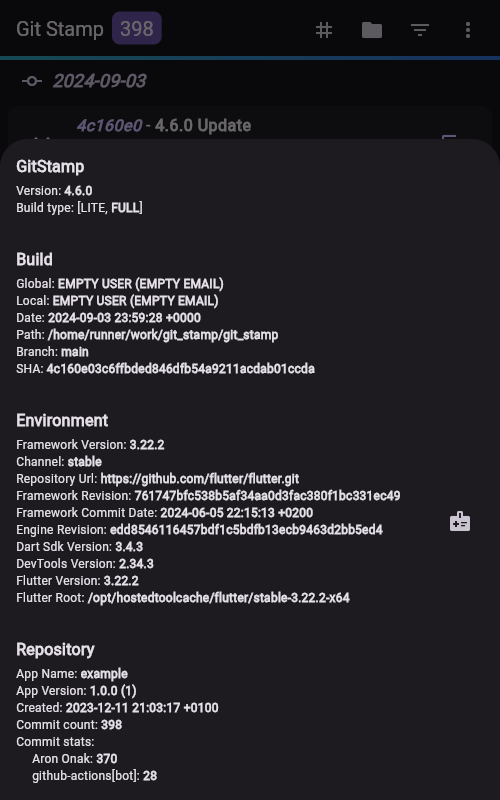 Git Stamp 398
2024-09-03
4c160e0 - 4.6.0 Update
GitStamp
Version: 4.6.0
Build type: [LITE, FULL]
Build
Global: EMPTY USER (EMPTY EMAIL)
Local: EMPTY USER (EMPTY EMAIL)
Date: 2024-09-03 23:59:28 +0000
Path: /home/runner/work/git_stamp/git_stamp
Branch: main
SHA: 4c160e03c6ffbded846dfb54a9211acdab01ccda
Environment
Framework Version: 3.22.2
Channel: stable
Repository Url: https://github.com/flutter/flutter.git
Framework Revision: 761747bfc538b5af34aa0d3fac380f1bc331ec49
Framework Commit Date: 2024-06-05 22:15:13 +0200
Engine Revision: edd8546116457bdf1c5bdfb13ecb9463d2bb5ed4
Dart Sdk Version: 3.4.3
DevTools Version: 2.34.3
Flutter Version: 3.22.2
Flutter Root: /opt/hostedtoolcache/flutter/stable-3.22.2-x64
Repository
App Name: example
App Version: 1.0.0 (1)
Created: 2023-12-11 21:03:17 +0100
Commit count: 398
Commit stats:
Aron Onak: 370
github-actions[bot]: 28